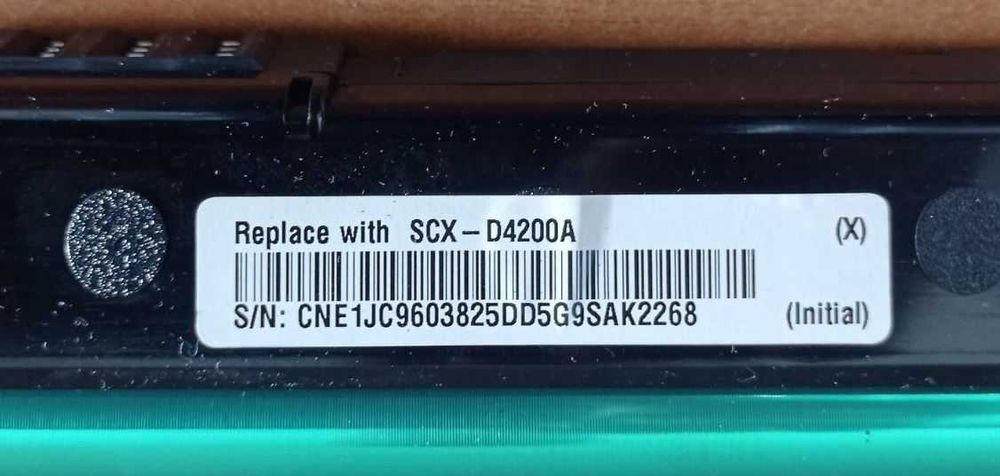 Replace with SCX-D4200A (X)
S/N: CNE1JC9603825DD5G9SAK2268 (Initial)